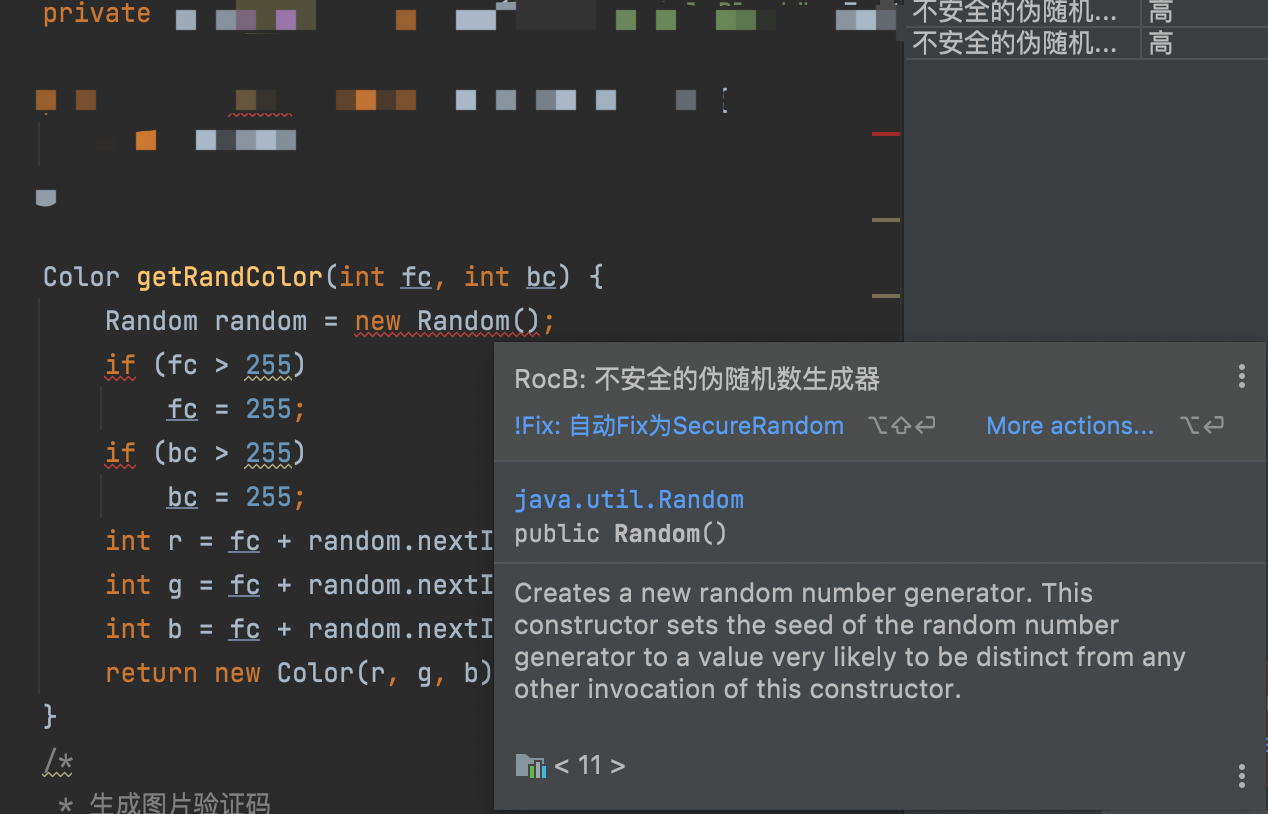 private
不安全的伪随机... 高
不安全的伪随机... 高
Color getRandColor(int fc, int bc) {
Random random = new Random();
if (fc > 255)
fc = 255;
if (bc > 255)
bc = 255;
int r = fc + random.nextI
int g = fc + random.nextI
int b = fc + random.nextI
return new Color(r, g, b)
}
/*
* 生成图片验证码
RocB: 不安全的伪随机数生成器
!Fix: 自动Fix为SecureRandom ⌥⇧⏎ More actions... ⌥⏎
java.util.Random
public Random()
Creates a new random number generator. This
constructor sets the seed of the random number
generator to a value very likely to be distinct from any
other invocation of this constructor.
< 11 >